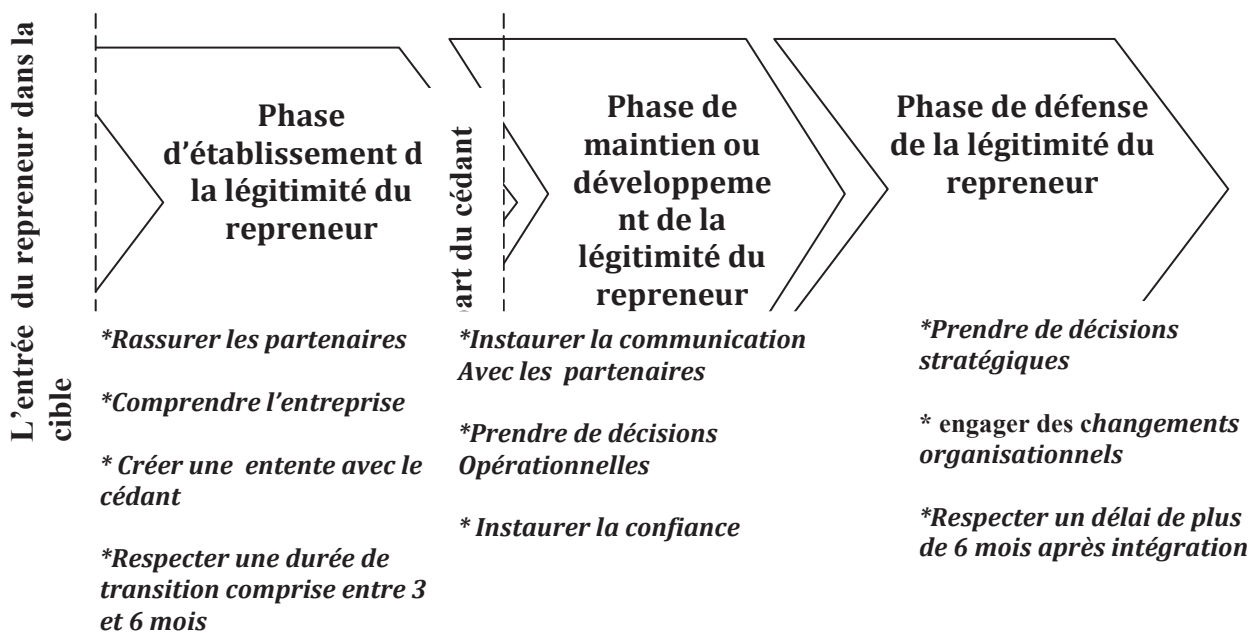 L'entrée du repreneur dans la
cible
Phase
d'établissement d
la légitimité du
repreneur
*Rassurer les partenaires
*Comprendre l'entreprise
* Créer une entente avec le
cédant
*Respecter une durée de
transition comprise entre 3
et 6 mois
art du cédant
Phase de
maintien ou
développeme
nt de la
légitimité du
repreneur
*Instaurer la communication
Avec les partenaires
*Prendre de décisions
Opérationnelles
* Instaurer la confiance
Phase de défense
de la légitimité du
repreneur
*Prendre de décisions
stratégiques
* engager des changements
organisationnels
*Respecter un délai de plus
de 6 mois après intégration